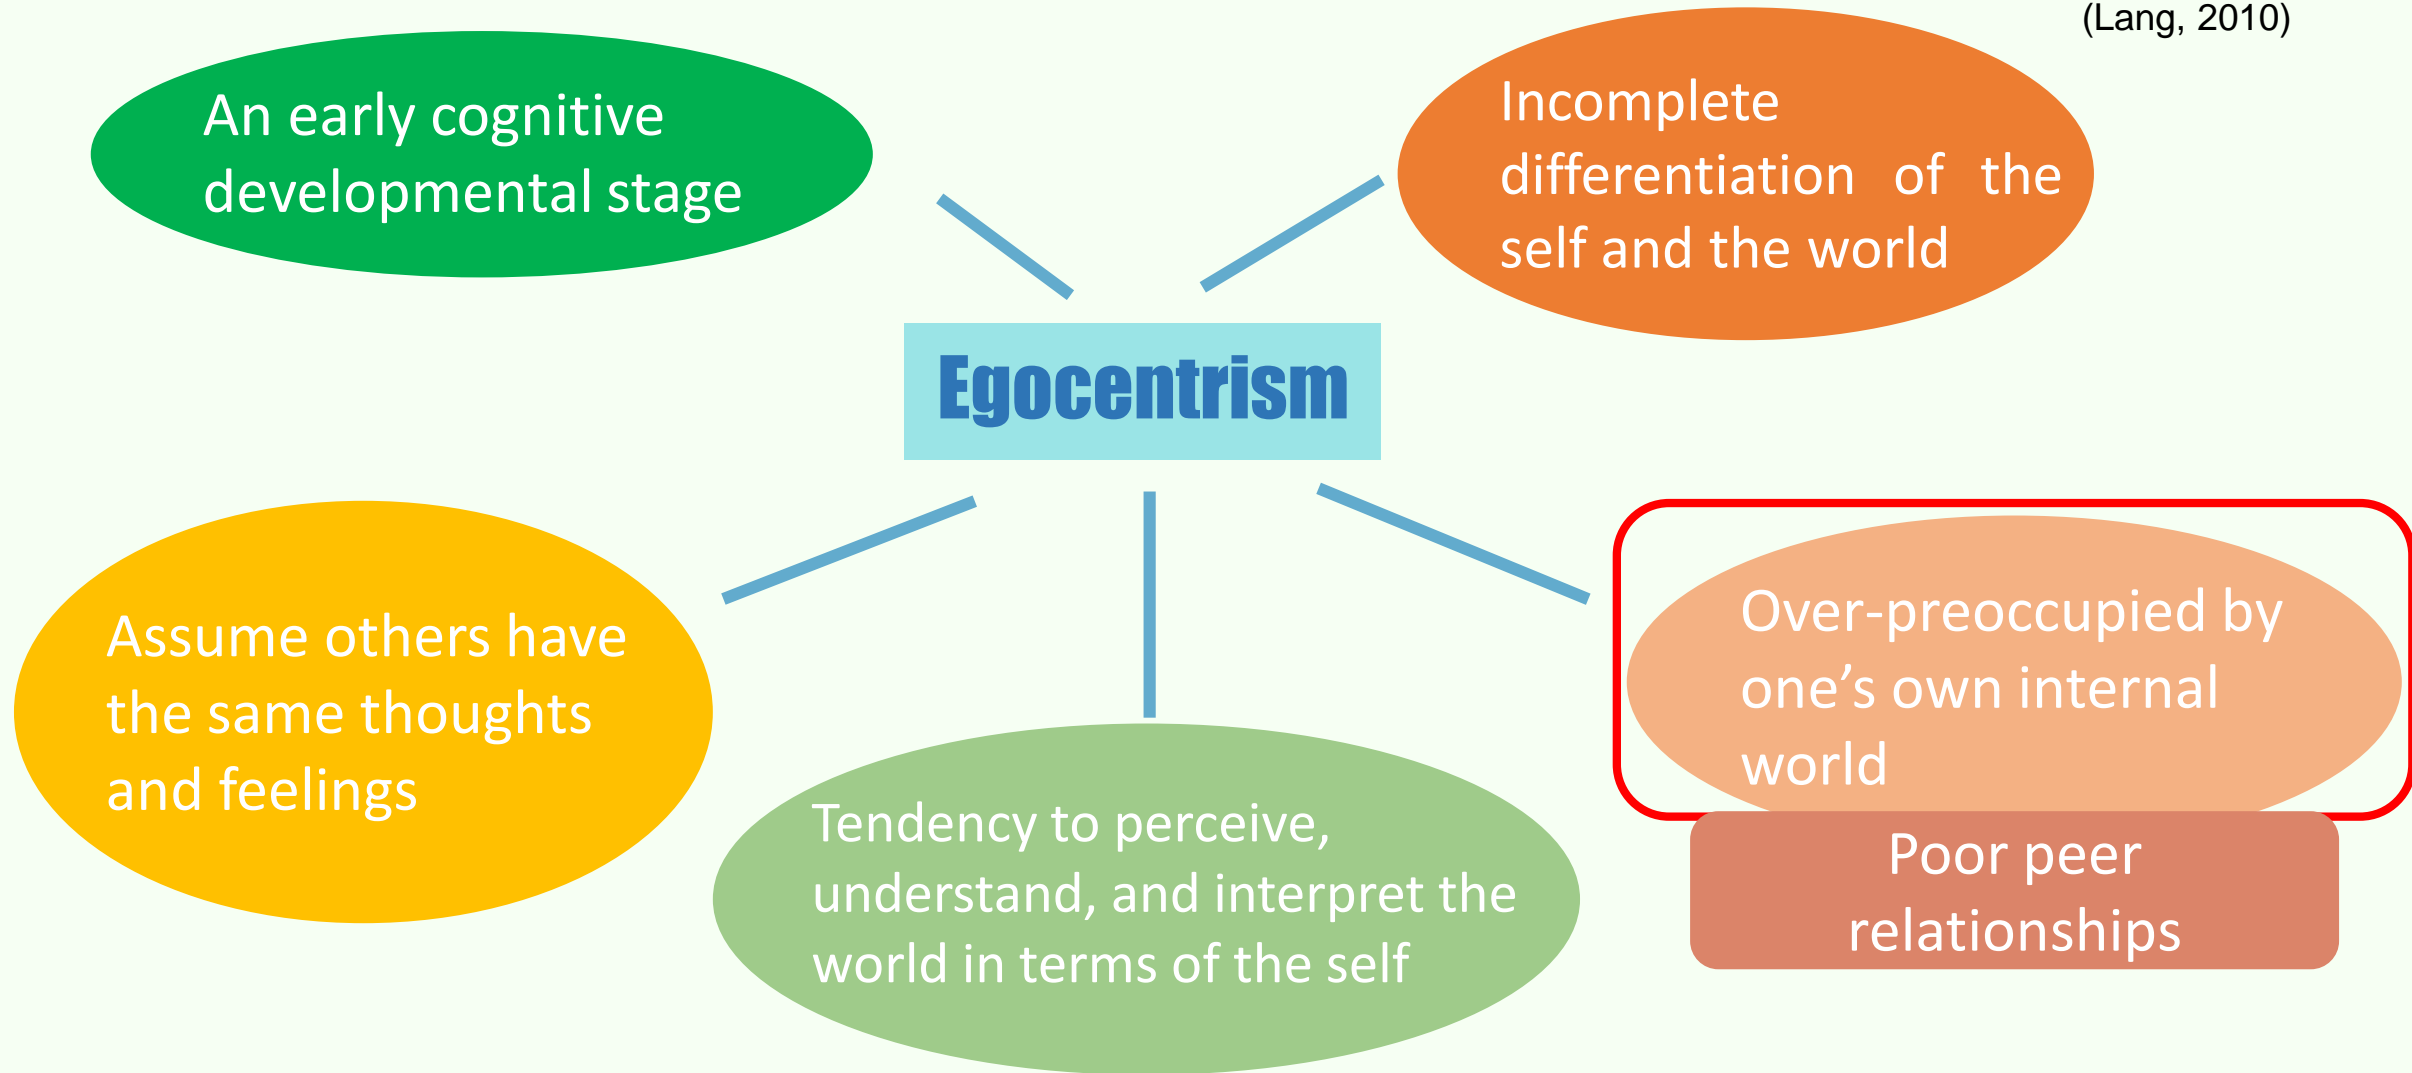 (Lang, 2010)
An early cognitive
developmental stage
Incomplete
differentiation of the
self and the world
Egocentrism
Assume others have
the same thoughts
and feelings
Tendency to perceive,
understand, and interpret the
world in terms of the self
Over-preoccupied by
one’s own internal
world
Poor peer
relationships